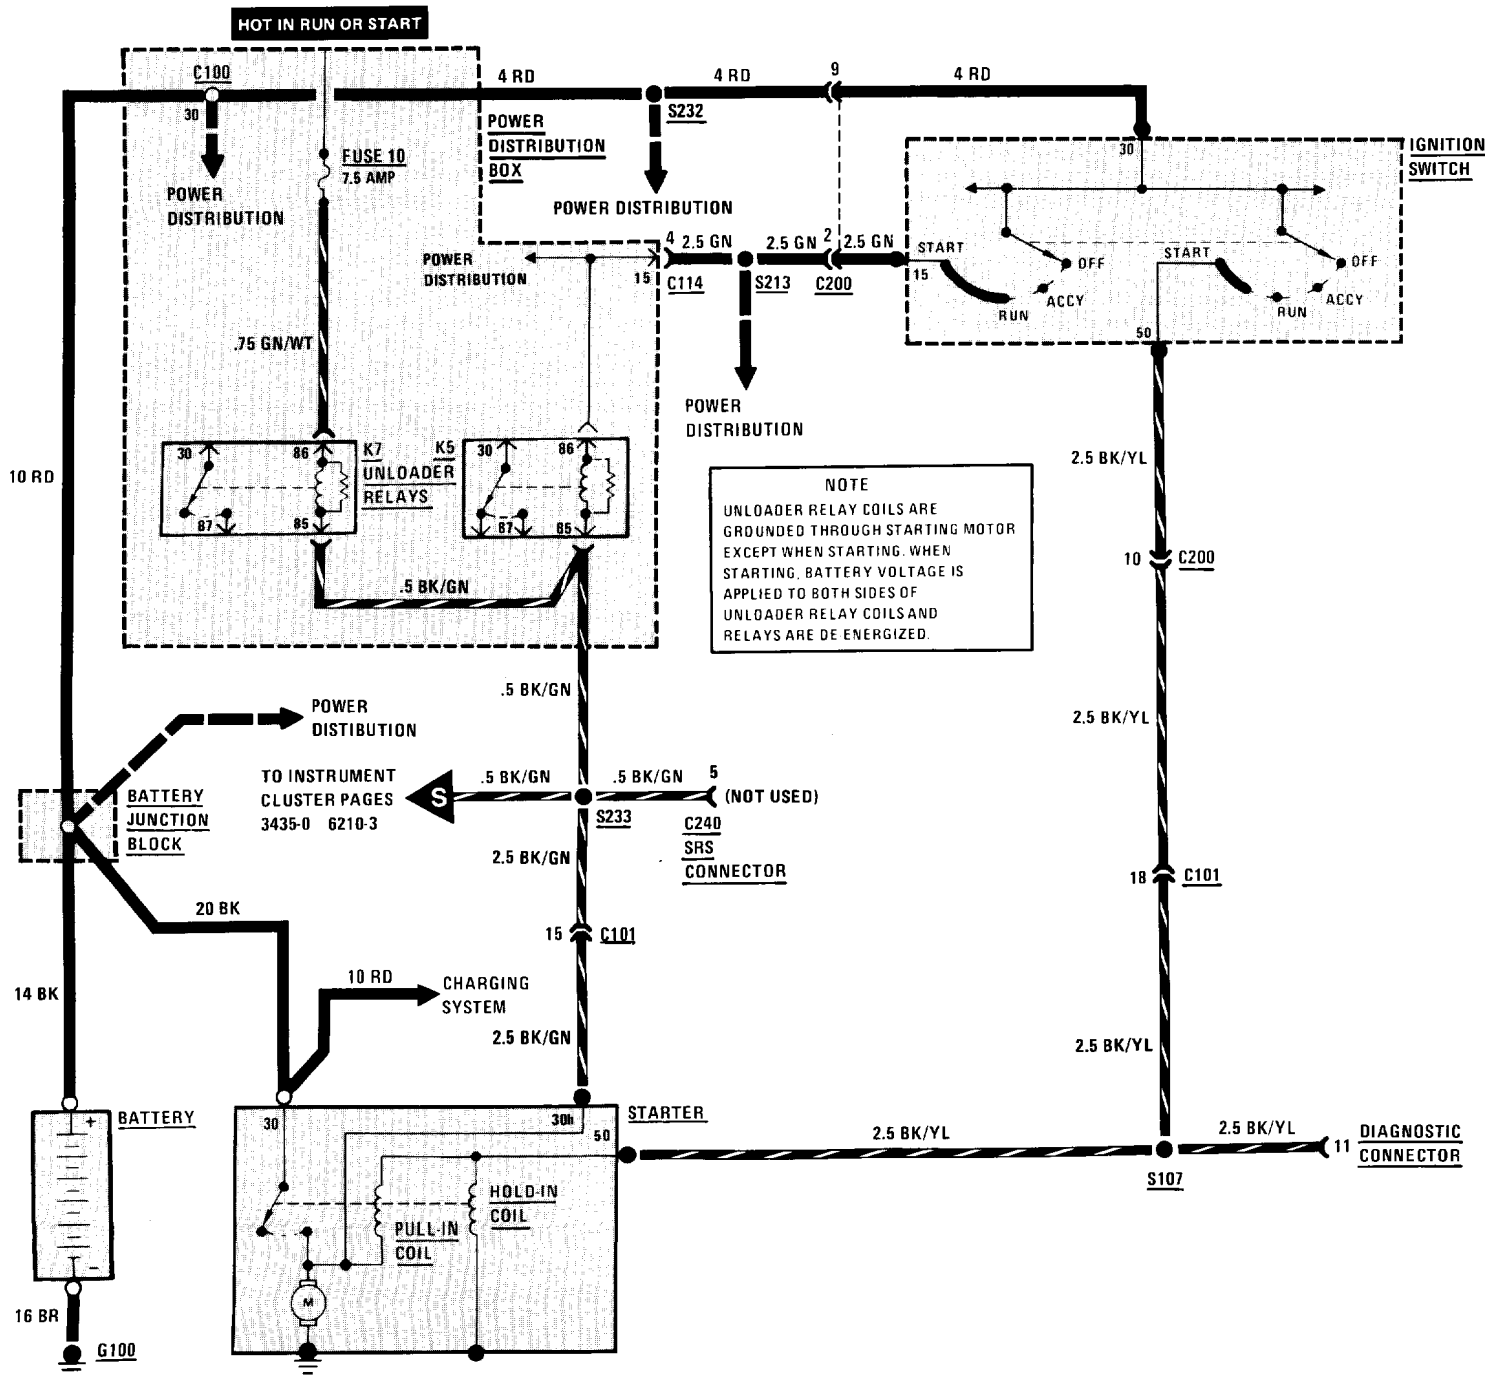 HOT IN RUN OR START
C100
30
POWER
DISTRIBUTION
FUSE 10
7.5 AMP
4 RD
POWER
DISTRIBUTION
BOX
S232
POWER DISTRIBUTION
4 RD
9
4 RD
30
IGNITION
SWITCH
POWER
DISTRIBUTION
15
4
C114
2.5 GN
S213
2.5 GN
2
C200
2.5 GN
START
15
OFF
ACCY
RUN
START
OFF
ACCY
RUN
50
POWER
DISTRIBUTION
.75 GN/WT
10 RD
30
86
87
85
K7
K5
UNLOADER
RELAYS
30
86
87
85
.5 BK/GN
NOTE
UNLOADER RELAY COILS ARE
GROUNDED THROUGH STARTING MOTOR
EXCEPT WHEN STARTING. WHEN
STARTING, BATTERY VOLTAGE IS
APPLIED TO BOTH SIDES OF
UNLOADER RELAY COILS AND
RELAYS ARE DE ENERGIZED.
2.5 BK/YL
10
C200
2.5 BK/YL
.5 BK/GN
POWER
DISTIBUTION
TO INSTRUMENT
CLUSTER PAGES
3435-0 6210-3
S
.5 BK/GN
.5 BK/GN
5
(NOT USED)
S233
C240
SRS
CONNECTOR
BATTERY
JUNCTION
BLOCK
2.5 BK/GN
18
C101
20 BK
15
C101
14 BK
10 RD
CHARGING
SYSTEM
2.5 BK/GN
2.5 BK/YL
BATTERY
+
−
30
30h
50
STARTER
2.5 BK/YL
2.5 BK/YL
11
DIAGNOSTIC
CONNECTOR
S107
HOLD-IN
COIL
PULL-IN
COIL
M
16 BR
G100